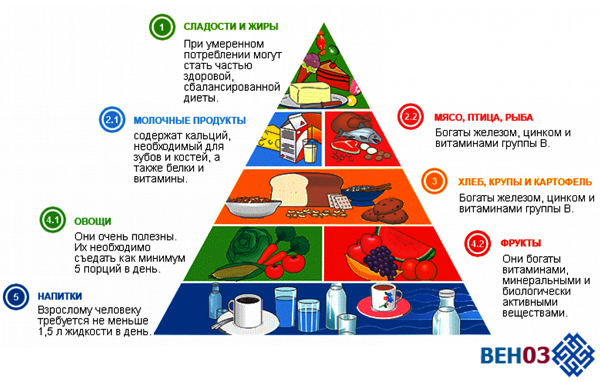 1
СЛАДОСТИ И ЖИРЫ
При умеренном
потреблении могут
стать частью
здоровой,
сбалансированной
диеты.
2.1
МОЛОЧНЫЕ ПРОДУКТЫ
содержат кальций,
необходимый для
зубов и костей, а
также белки и
витамины.
2.2
МЯСО, ПТИЦА, РЫБА
Богаты железом, цинком и
витаминами группы В.
3
ХЛЕБ, КРУПЫ И КАРТОФЕЛЬ
Богаты железом, цинком и
витаминами группы В.
4.1
ОВОЩИ
Они очень полезны.
Их необходимо
съедать как минимум
5 порций в день.
4.2
ФРУКТЫ
Они богаты
витаминами,
минеральными и
биологически
активными
веществами.
5
НАПИТКИ
Взрослому человеку
требуется не меньше
1,5 л жидкости в день.
ВЕН03